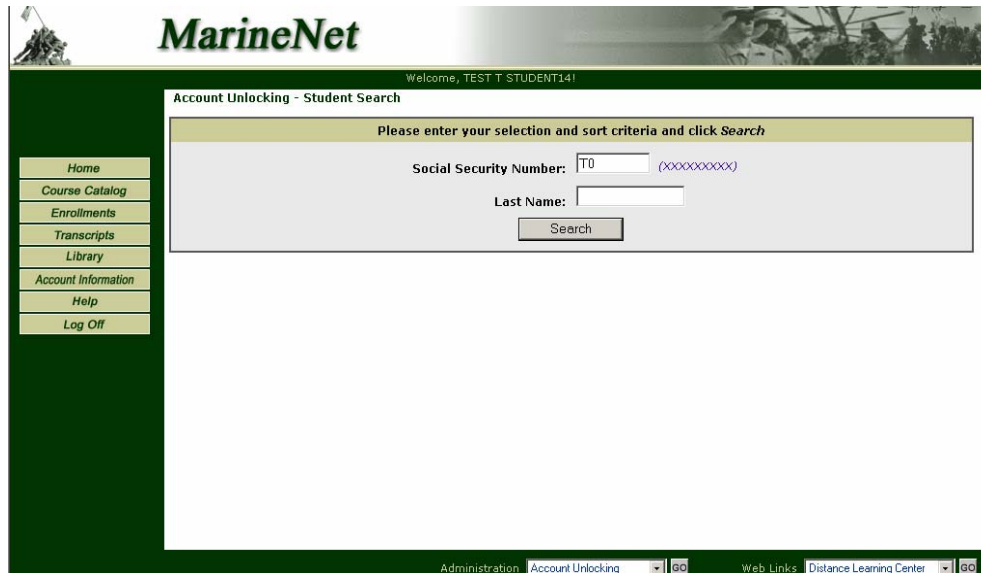 MarineNet
Welcome, TEST T STUDENT14!
Account Unlocking - Student Search
Please enter your selection and sort criteria and click Search
Social Security Number: T0 (XXXXXXXXX)
Last Name:
Search
Home
Course Catalog
Enrollments
Transcripts
Library
Account Information
Help
Log Off
Administration Account Unlocking GO Web Links Distance Learning Center GO